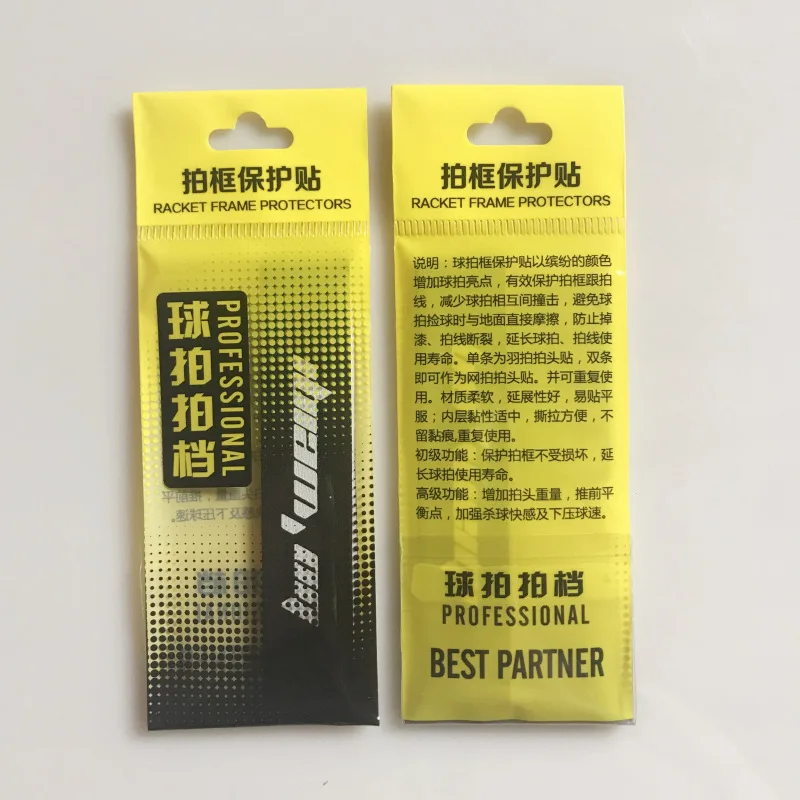 拍框保护贴
RACKET FRAME PROTECTORS
球拍拍档
PROFESSIONAL
拍框保护贴
RACKET FRAME PROTECTORS
说明：球拍框保护贴以缤纷的颜色
增加球拍亮点，有效保护拍框跟拍
线，减少球拍相互间撞击，避免球
拍捡球时与地面直接摩擦，防止掉
漆、拍线断裂，延长球拍、拍线使
用寿命。单条为羽拍拍头贴，双条
即可作为网拍拍头贴。并可重复使
用。材质柔软，延展性好，易贴平
服；内层黏性适中，撕拉方便，不
留黏痕,重复使用。
初级功能：保护拍框不受损坏，延
长球拍使用寿命。
高级功能：增加拍头重量，推前平
衡点，加强杀球快感及下压球速。
球拍拍档
PROFESSIONAL
BEST PARTNER